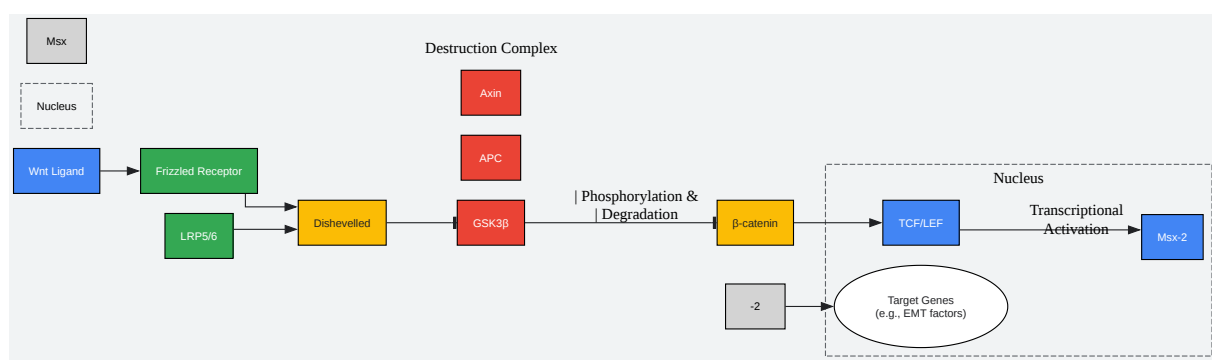 Msx
Destruction Complex
Axin
Nucleus
APC
Wnt Ligand
Frizzled Receptor
Nucleus
| Phosphorylation &
| Degradation
LRP5/6
Dishevelled
GSK3β
β-catenin
TCF/LEF
Transcriptional
Activation
Msx-2
-2
Target Genes
(e.g., EMT factors)